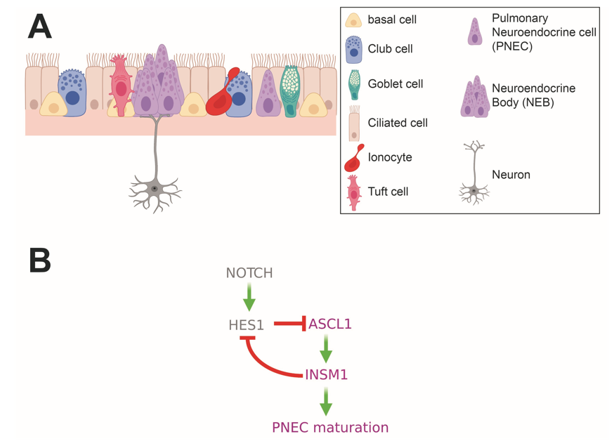 A
basal cell
Club cell
Goblet cell
Ciliated cell
Ionocyte
Tuft cell
Pulmonary
Neuroendocrine cell
(PNEC)
Neuroendocrine
Body (NEB)
Neuron
B
NOTCH
HES1
ASCL1
INSM1
PNEC maturation